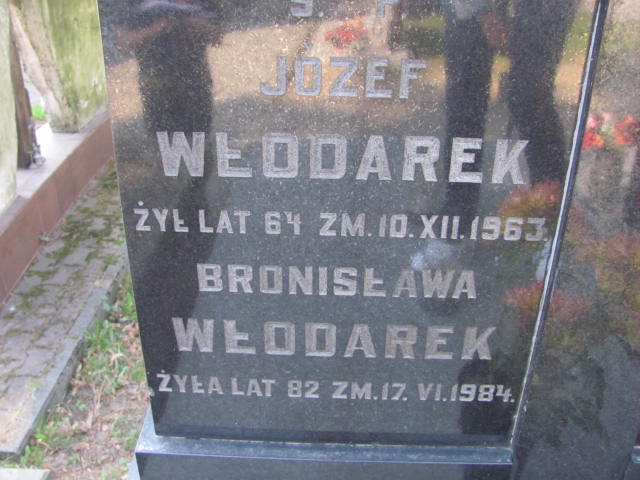 Ś P
JÓZEF
WŁODAREK
ŻYŁ LAT 64 ZM.10.XII.1963.
BRONISŁAWA
WŁODAREK
ŻYŁA LAT 82 ZM.17.VI.1984.